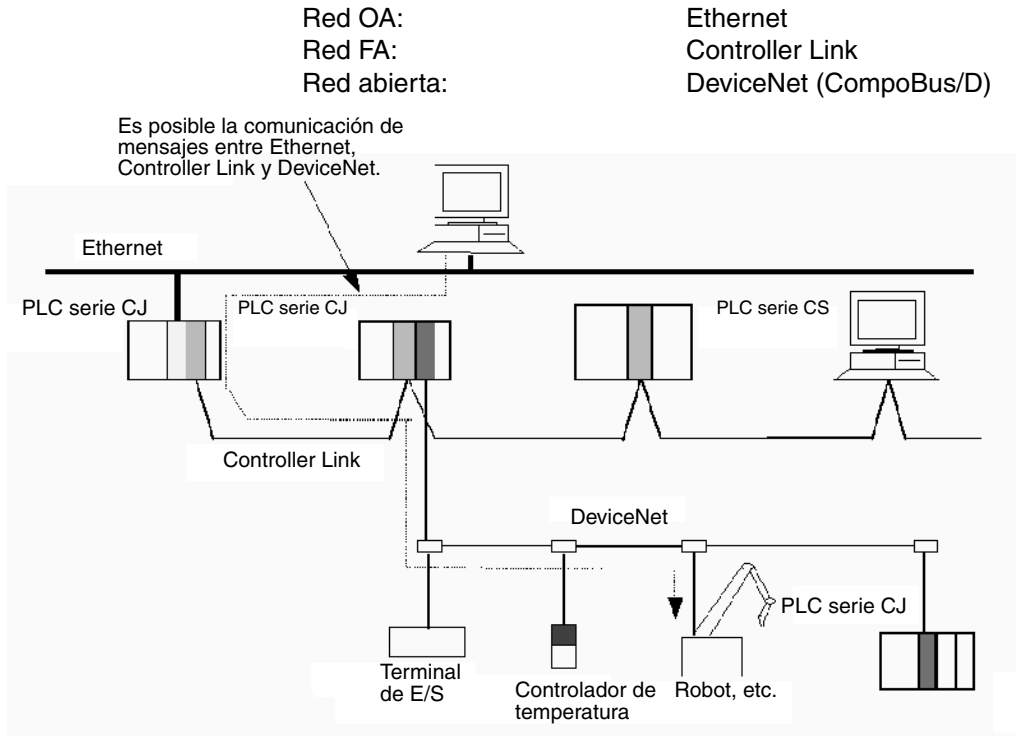 Red OA: Ethernet
Red FA: Controller Link
Red abierta: DeviceNet (CompoBus/D)
Es posible la comunicación de
mensajes entre Ethernet,
Controller Link y DeviceNet.
Ethernet
PLC serie CJ
PLC serie CJ
PLC serie CS
Controller Link
DeviceNet
PLC serie CJ
Terminal
de E/S
Controlador de
temperatura
Robot, etc.